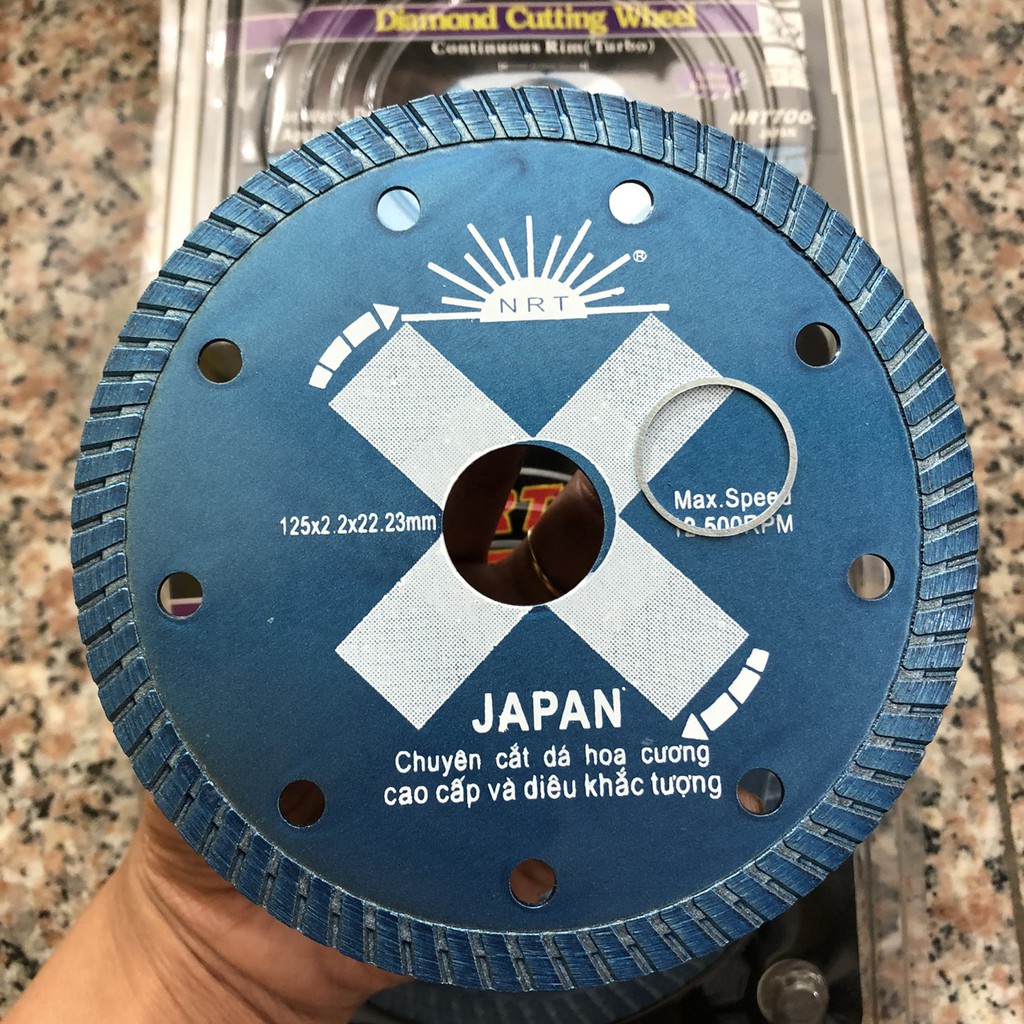 Diamond Cutting Wheel
Continuous Rim(Turbo)
JAPAN
NRT®
125x2.2x22.23mm
Max.Speed
JAPAN
Chuyên cắt dá hoa cương
cao cấp và diêu khắc tượng